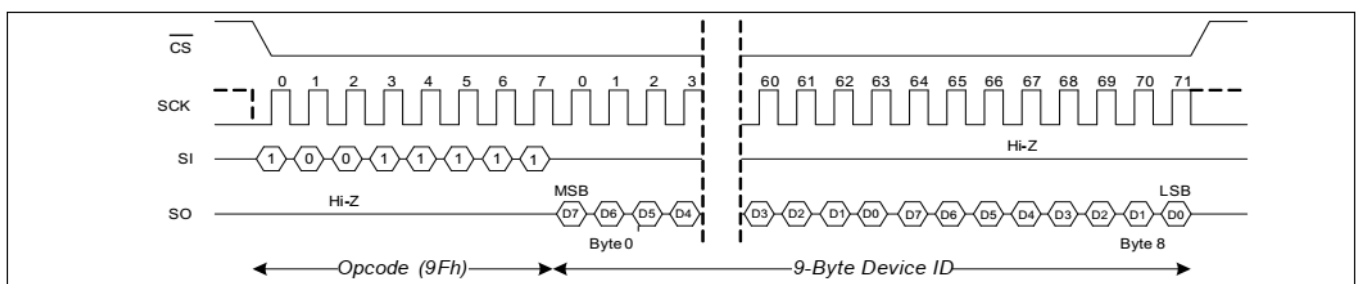 CS
0 1 2 3 4 5 6 7 0 1 2 3 60 61 62 63 64 65 66 67 68 69 70 71
SCK
Hi-Z
SI 1 0 0 1 1 1 1 1
MSB LSB
Hi-Z
SO D7 D6 D5 D4 D3 D2 D1 D0 D7 D6 D5 D4 D3 D2 D1 D0
Byte 0 Byte 8
Opcode (9Fh) 9-Byte Device ID